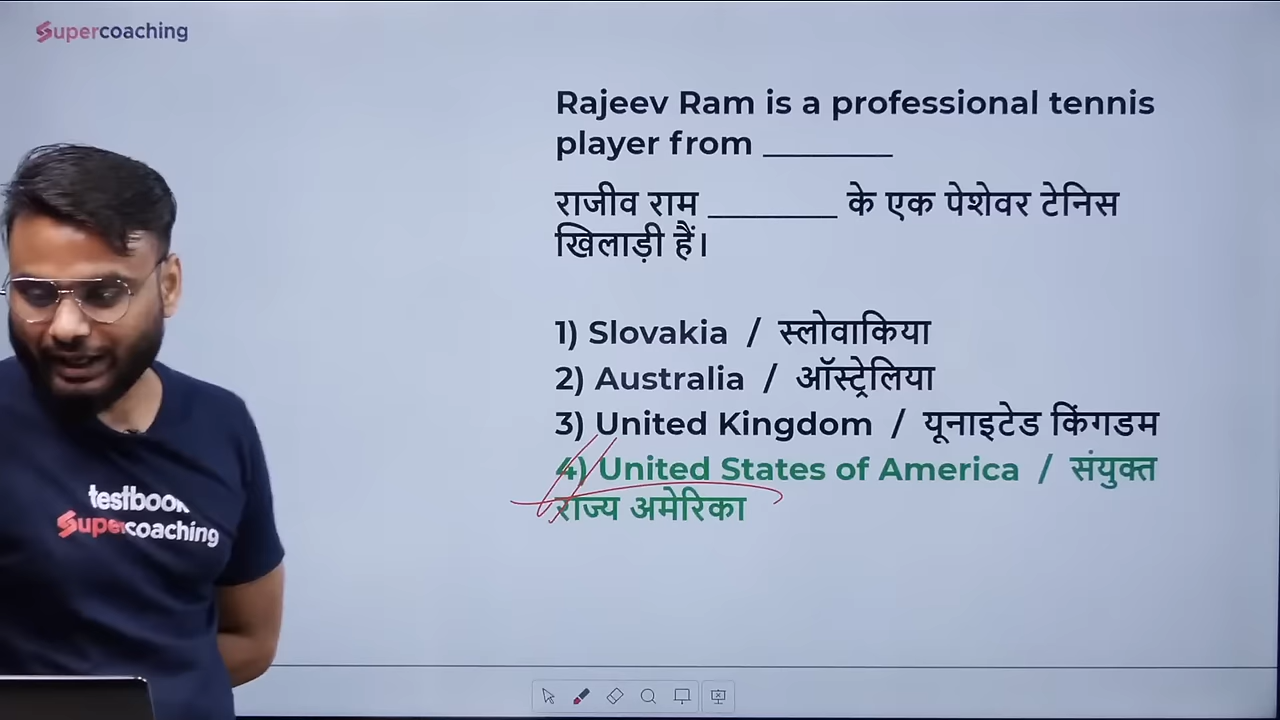 Supercoaching
Rajeev Ram is a professional tennis
player from ________
राजीव राम ________ के एक पेशेवर टेनिस
खिलाड़ी हैं।
1) Slovakia / स्लोवाकिया
2) Australia / ऑस्ट्रेलिया
3) United Kingdom / यूनाइटेड किंगडम
4) United States of America / संयुक्त
राज्य अमेरिका
testbook
Supercoaching